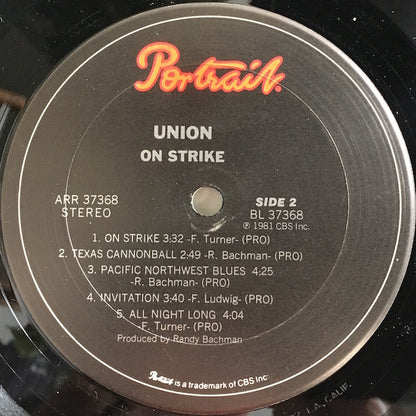 Portrait.
UNION
ON STRIKE
ARR 37368
STEREO
SIDE 2
BL 37368
℗ 1981 CBS Inc.
1. ON STRIKE 3:32 -F. Turner- (PRO)
2. TEXAS CANNONBALL 2:49 -R. Bachman- (PRO)
3. PACIFIC NORTHWEST BLUES 4:25
-R. Bachman- (PRO)
4. INVITATION 3:40 -F. Ludwig- (PRO)
5. ALL NIGHT LONG 4:04
-F. Turner- (PRO)
Produced by Randy Bachman
Portrait is a trademark of CBS Inc.
L.A. CALIF.